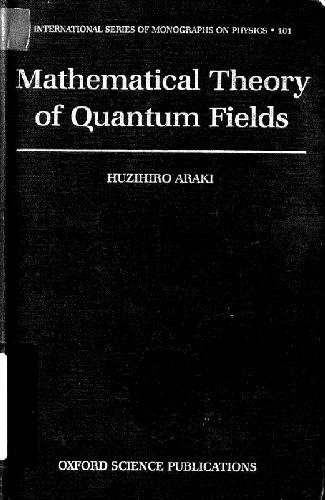 INTERNATIONAL SERIES OF MONOGRAPHS ON PHYSICS • 101
Mathematical Theory
of Quantum Fields
HUZIHIRO ARAKI
OXFORD SCIENCE PUBLICATIONS